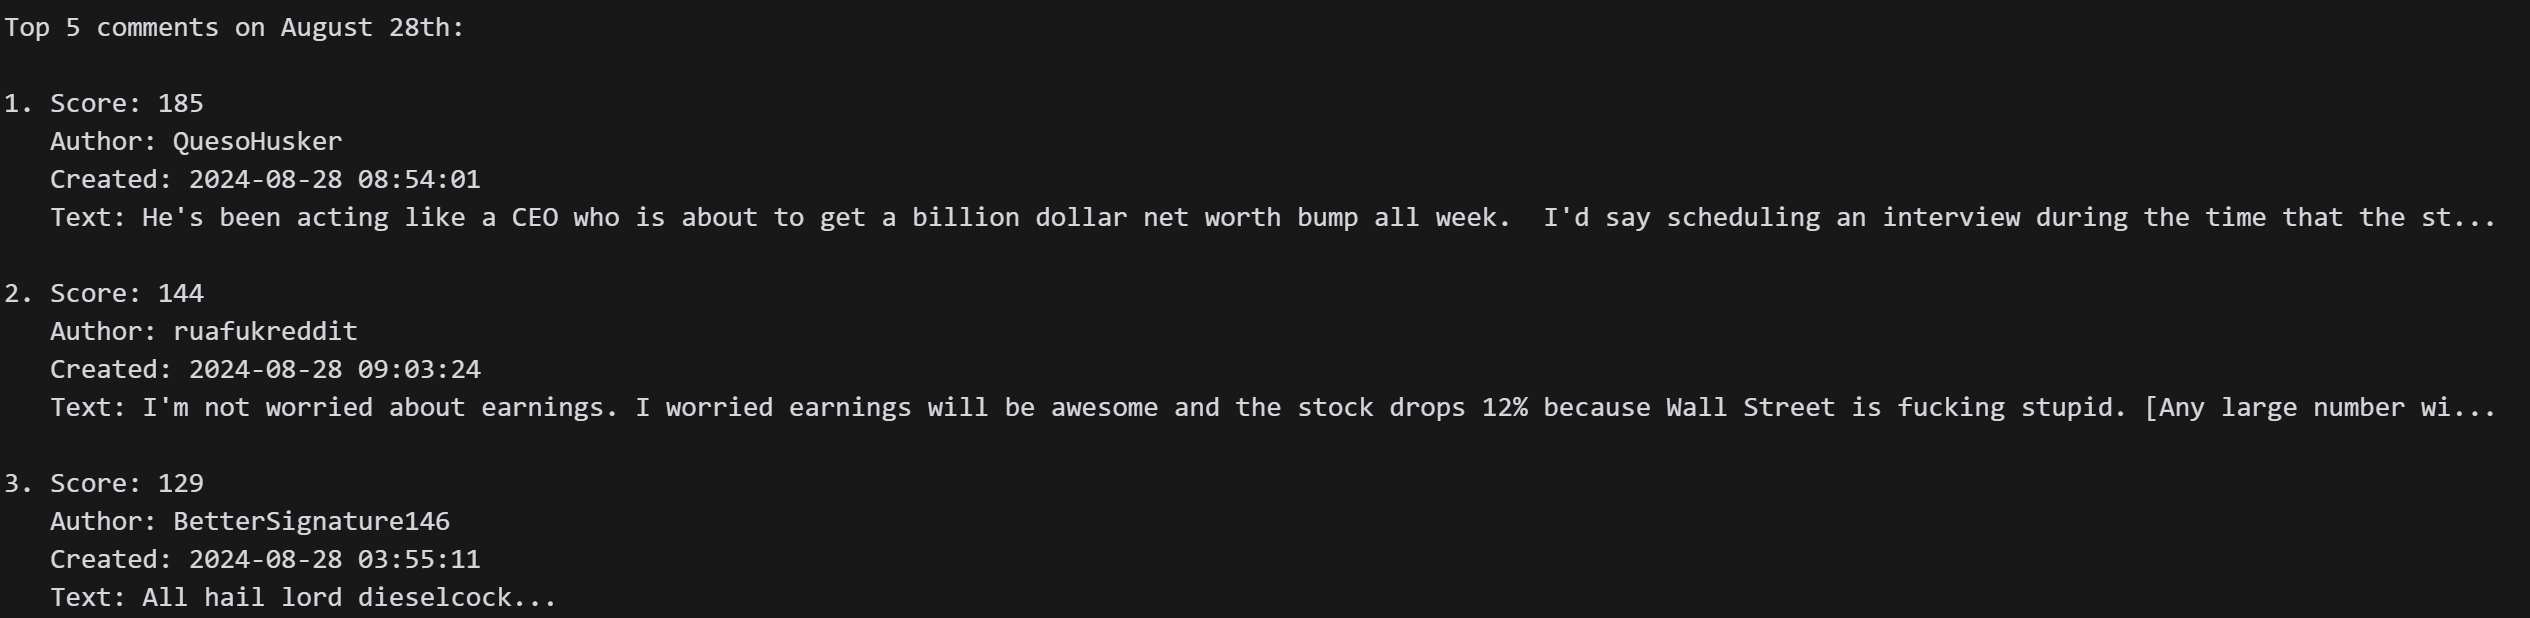 Top 5 comments on August 28th:
1. Score: 185
Author: QuesoHusker
Created: 2024-08-28 08:54:01
Text: He's been acting like a CEO who is about to get a billion dollar net worth bump all week.  I'd say scheduling an interview during the time that the st...
2. Score: 144
Author: ruafukreddit
Created: 2024-08-28 09:03:24
Text: I'm not worried about earnings. I worried earnings will be awesome and the stock drops 12% because Wall Street is fucking stupid. [Any large number wi...
3. Score: 129
Author: BetterSignature146
Created: 2024-08-28 03:55:11
Text: All hail lord dieselcock...